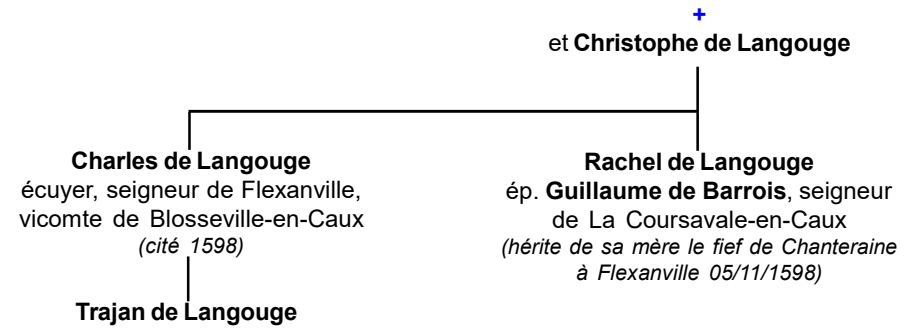 +
et Christophe de Langouge
Charles de Langouge
écuyer, seigneur de Flexanville,
vicomte de Blosseville-en-Caux
(cité 1598)
Trajan de Langouge
Rachel de Langouge
ép. Guillaume de Barrois, seigneur
de La Coursavale-en-Caux
(hérite de sa mère le fief de Chanteraine
à Flexanville 05/11/1598)